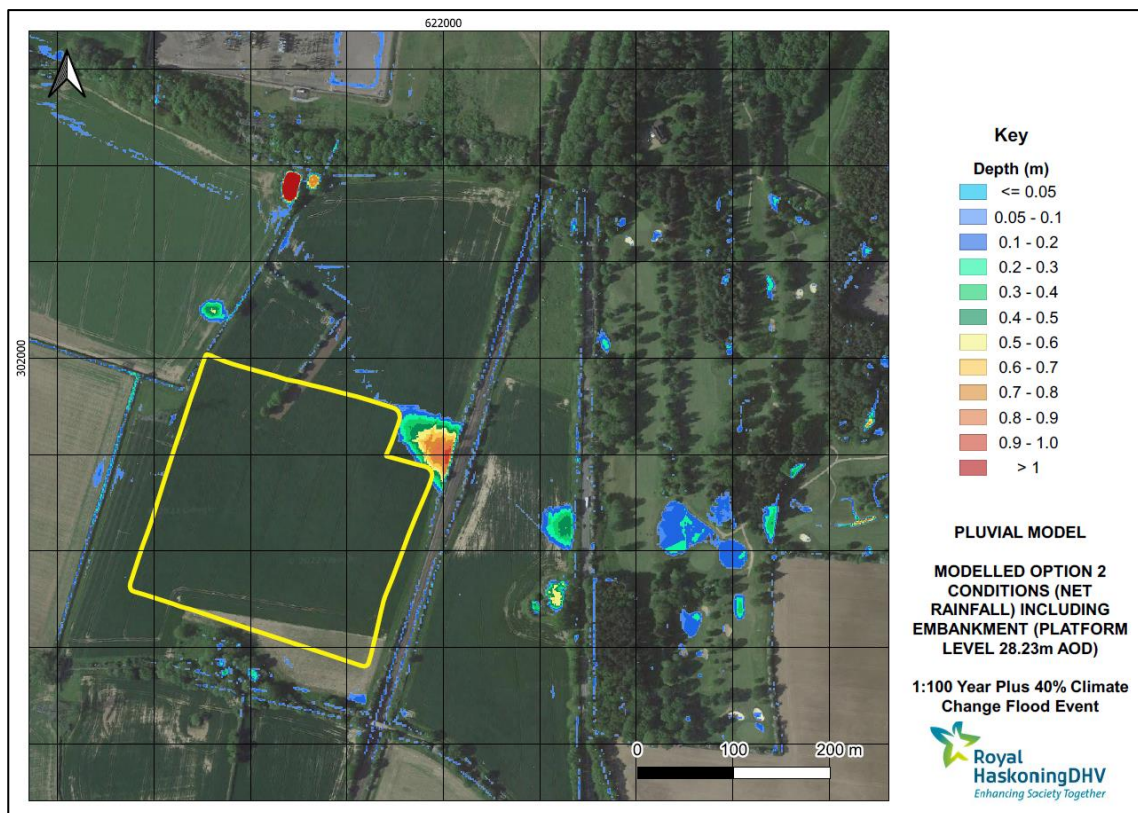 622000
302000
0 100 200 m
Key
Depth (m)
<= 0.05
0.05 - 0.1
0.1 - 0.2
0.2 - 0.3
0.3 - 0.4
0.4 - 0.5
0.5 - 0.6
0.6 - 0.7
0.7 - 0.8
0.8 - 0.9
0.9 - 1.0
> 1
PLUVIAL MODEL
MODELLED OPTION 2
CONDITIONS (NET
RAINFALL) INCLUDING
EMBANKMENT (PLATFORM
LEVEL 28.23m AOD)
1:100 Year Plus 40% Climate
Change Flood Event
Royal
HaskoningDHV
Enhancing Society Together